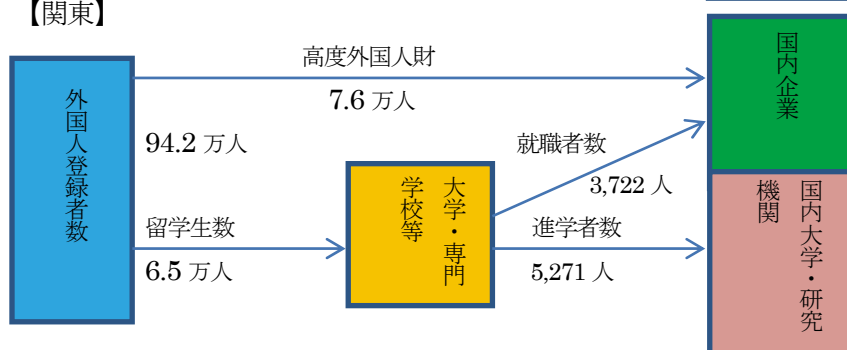 【関東】
高度外国人財
7.6 万人
国内企業
外国人登録者数
94.2 万人
就職者数
3,722 人
大学・専門
学校等
留学生数
6.5 万人
進学者数
5,271 人
国内大学・研究
機関